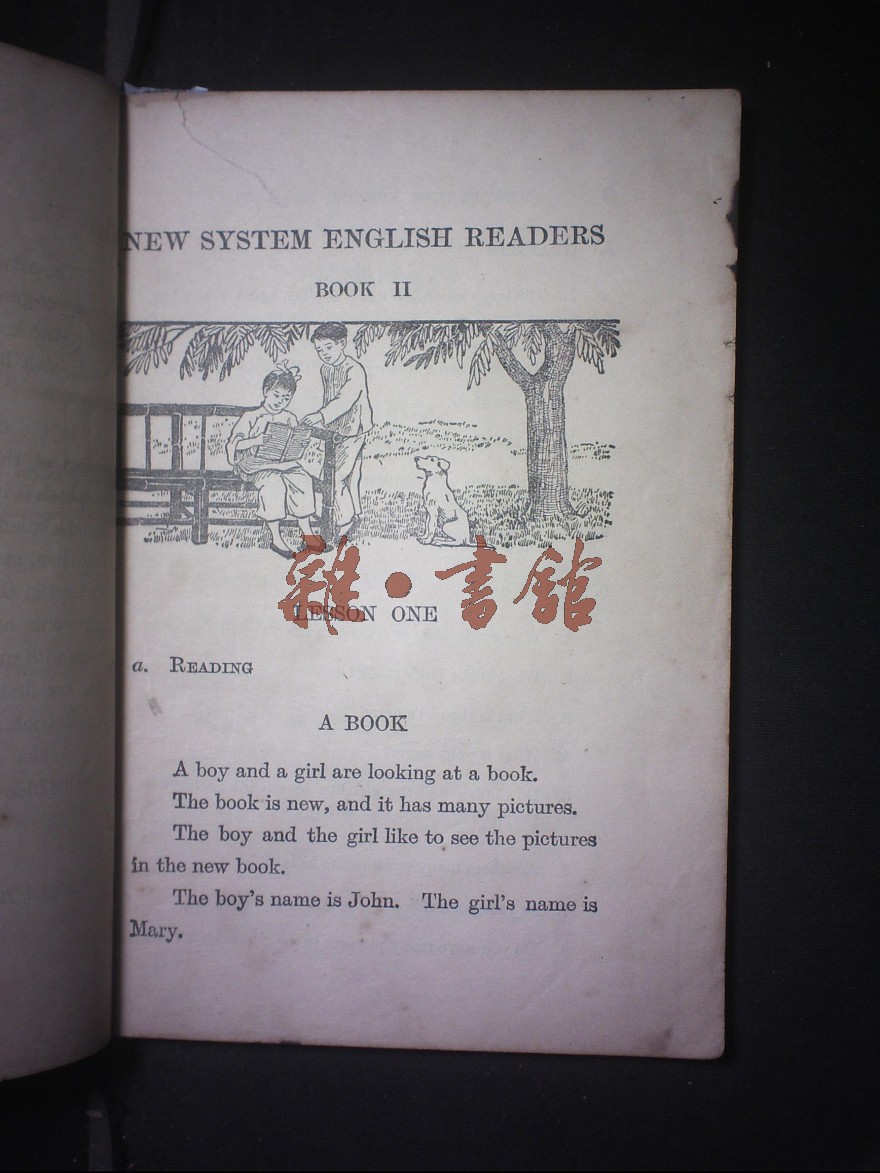 NEW SYSTEM ENGLISH READERS
BOOK II
雜·書館
LESSON ONE
a. READING
A BOOK
A boy and a girl are looking at a book.
The book is new, and it has many pictures.
The boy and the girl like to see the pictures
in the new book.
The boy's name is John. The girl's name is
Mary.